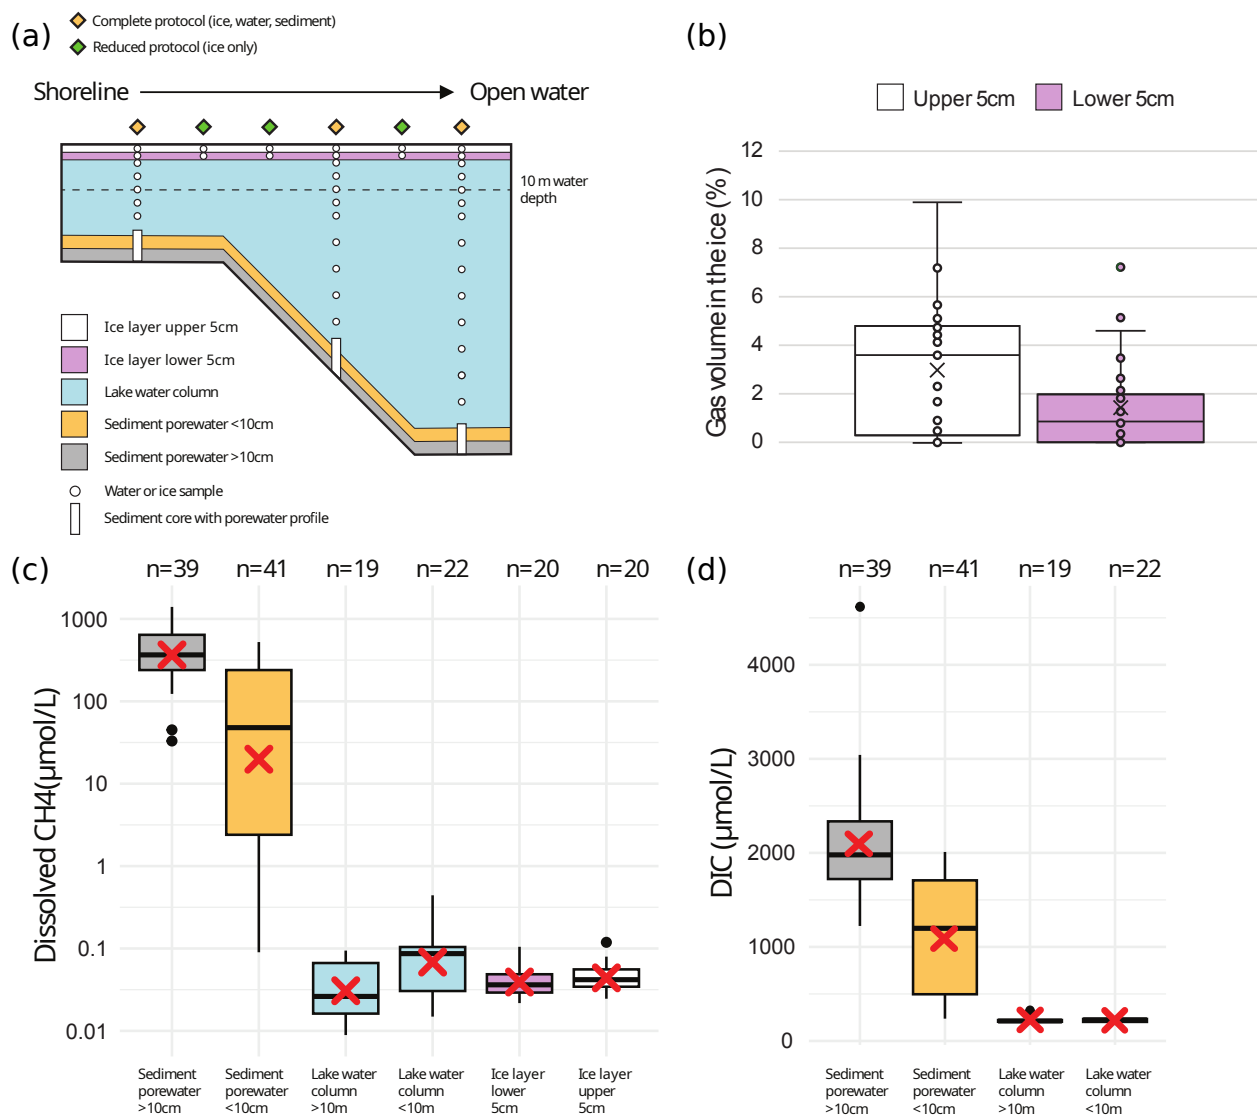 (a)
Complete protocol (ice, water, sediment)
Reduced protocol (ice only)
Shoreline
Open water
10 m water
depth
Ice layer upper 5cm
Ice layer lower 5cm
Lake water column
Sediment porewater <10cm
Sediment porewater >10cm
Water or ice sample
Sediment core with porewater profile
(b)
Upper 5cm
Lower 5cm
Gas volume in the ice (%)
12
10
8
6
4
2
0
(c)
n=39
n=41
n=19
n=22
n=20
n=20
Dissolved CH4(µmol/L)
1000
100
10
1
0.1
0.01
Sediment
porewater
>10cm
Sediment
porewater
<10cm
Lake water
column
>10m
Lake water
column
<10m
Ice layer
lower
5cm
Ice layer
upper
5cm
(d)
n=39
n=41
n=19
n=22
DIC (µmol/L)
4000
3000
2000
1000
0
Sediment
porewater
>10cm
Sediment
porewater
<10cm
Lake water
column
>10m
Lake water
column
<10m